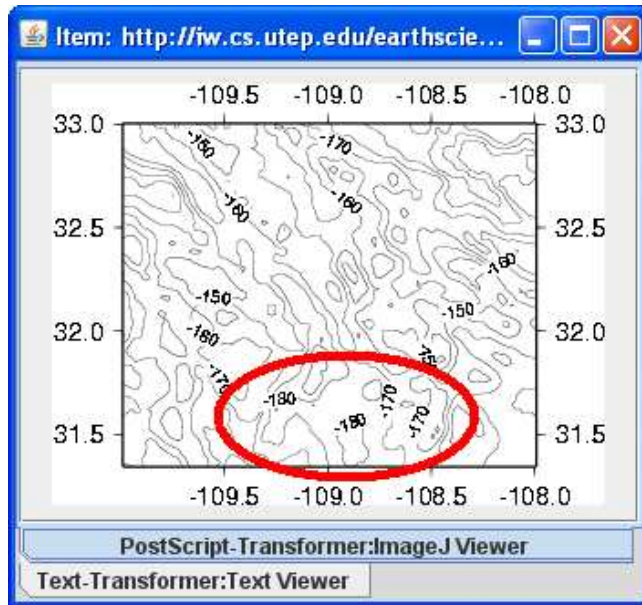 Item: http://iw.cs.utep.edu/earthscie...
-109.5 -109.0 -108.5 -108.0
33.0 33.0
-150 -170
32.5 32.5
-160 -160
-160
-150 -150
32.0 32.0
-160
-170
-180 -170
-170
31.5 31.5
-109.5 -109.0 -108.5 -108.0
PostScript-Transformer:ImageJ Viewer
Text-Transformer:Text Viewer